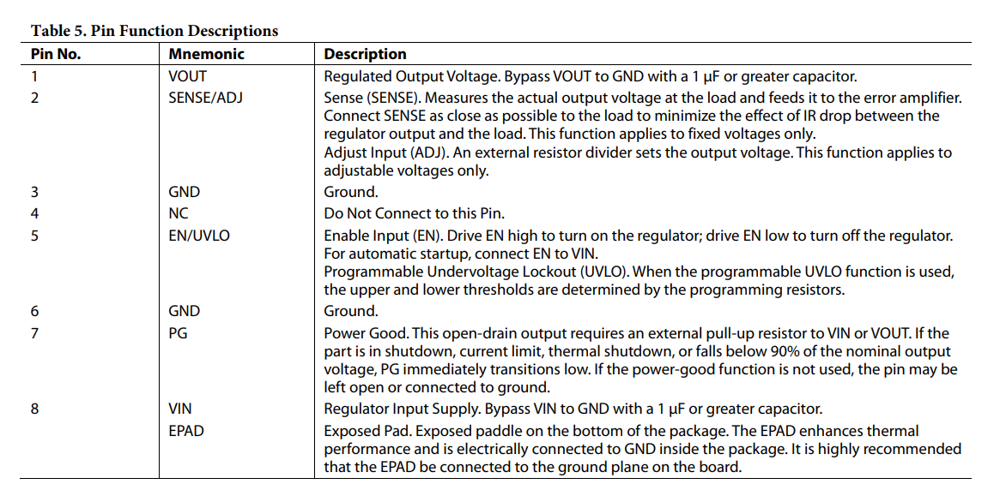 Table 5. Pin Function Descriptions
Pin No. Mnemonic Description
1 VOUT Regulated Output Voltage. Bypass VOUT to GND with a 1 µF or greater capacitor.
2 SENSE/ADJ Sense (SENSE). Measures the actual output voltage at the load and feeds it to the error amplifier.
Connect SENSE as close as possible to the load to minimize the effect of IR drop between the
regulator output and the load. This function applies to fixed voltages only.
Adjust Input (ADJ). An external resistor divider sets the output voltage. This function applies to
adjustable voltages only.
3 GND Ground.
4 NC Do Not Connect to this Pin.
5 EN/UVLO Enable Input (EN). Drive EN high to turn on the regulator; drive EN low to turn off the regulator.
For automatic startup, connect EN to VIN.
Programmable Undervoltage Lockout (UVLO). When the programmable UVLO function is used,
the upper and lower thresholds are determined by the programming resistors.
6 GND Ground.
7 PG Power Good. This open-drain output requires an external pull-up resistor to VIN or VOUT. If the
part is in shutdown, current limit, thermal shutdown, or falls below 90% of the nominal output
voltage, PG immediately transitions low. If the power-good function is not used, the pin may be
left open or connected to ground.
8 VIN Regulator Input Supply. Bypass VIN to GND with a 1 µF or greater capacitor.
EPAD Exposed Pad. Exposed paddle on the bottom of the package. The EPAD enhances thermal
performance and is electrically connected to GND inside the package. It is highly recommended
that the EPAD be connected to the ground plane on the board.